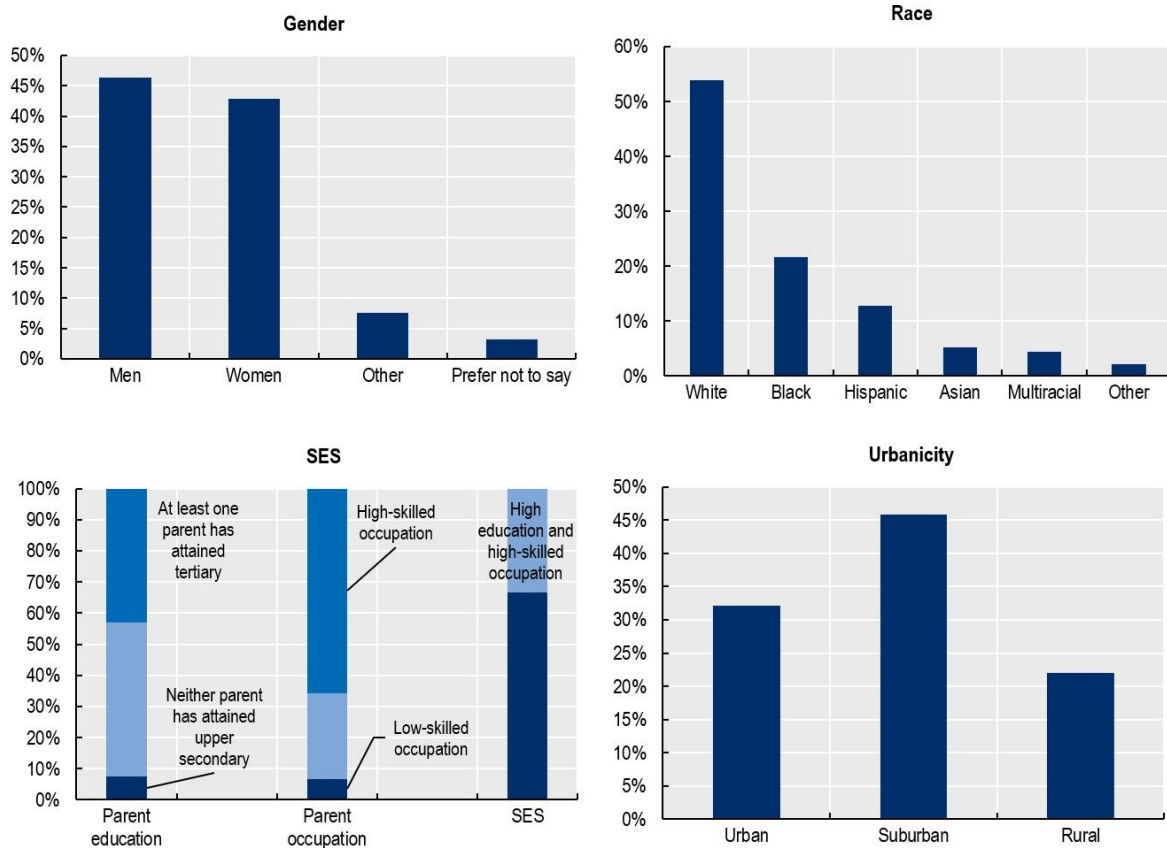 Gender
50%
45%
40%
35%
30%
25%
20%
15%
10%
5%
0%
Men
Women
Other
Prefer not to say
Race
60%
50%
40%
30%
20%
10%
0%
White
Black
Hispanic
Asian
Multiracial
Other
SES
100%
90%
80%
70%
60%
50%
40%
30%
20%
10%
0%
At least one
parent has
attained
tertiary
Neither parent
has attained
upper
secondary
High-skilled
occupation
Low-skilled
occupation
High
education and
high-skilled
occupation
Parent
education
Parent
occupation
SES
Urbanicity
50%
45%
40%
35%
30%
25%
20%
15%
10%
5%
0%
Urban
Suburban
Rural